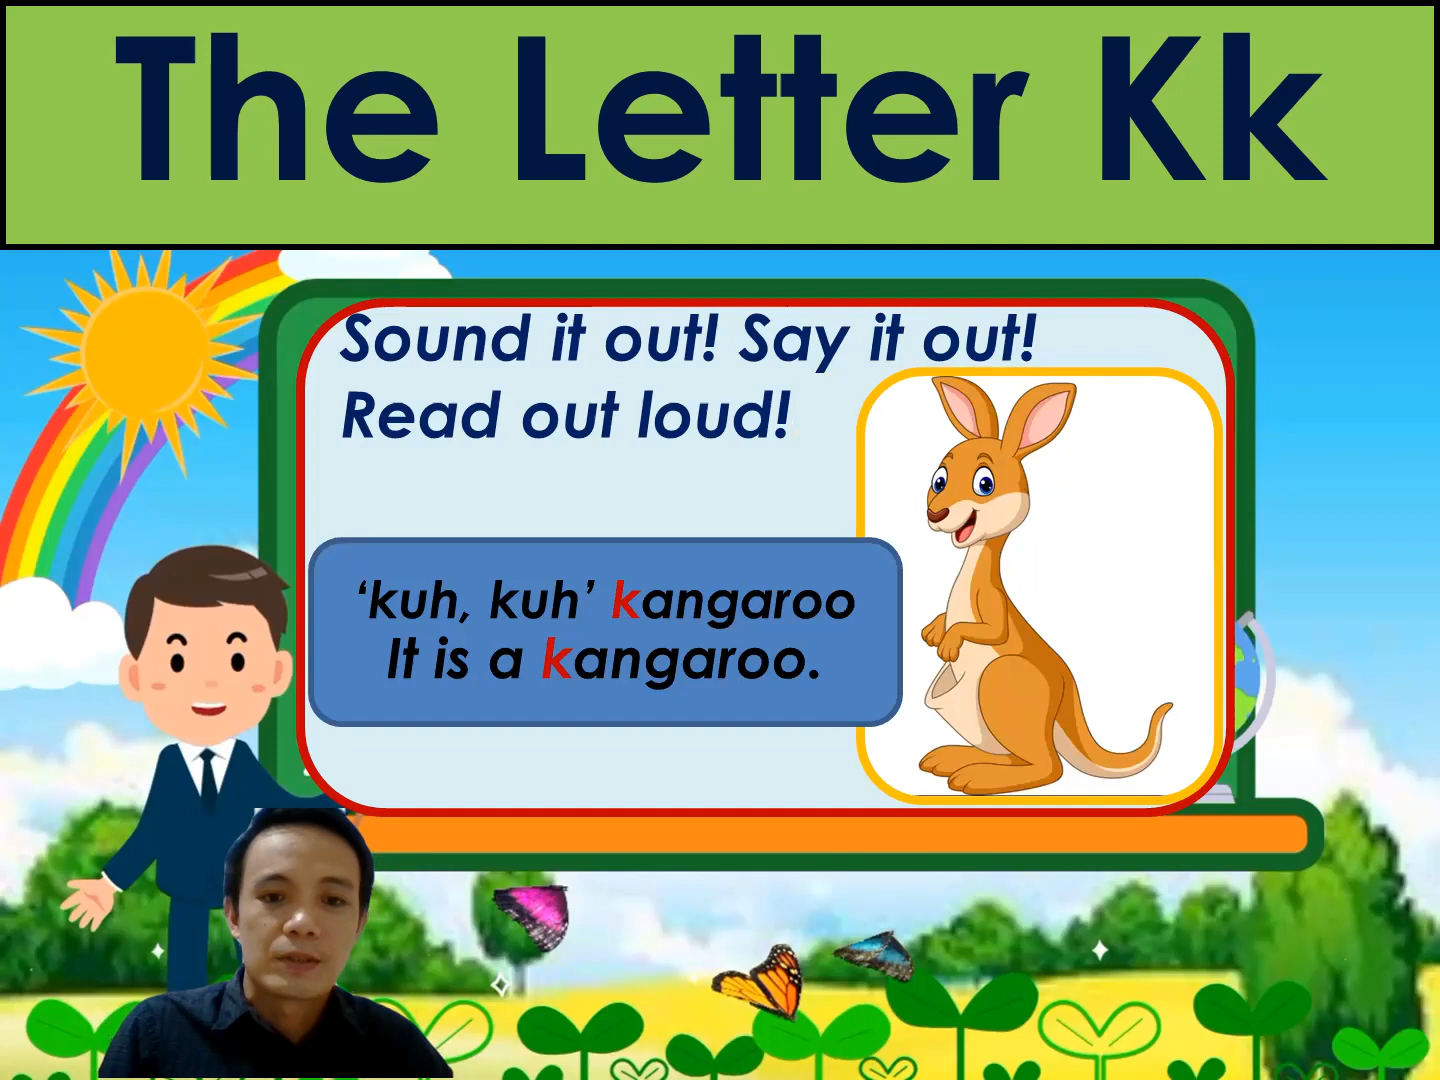 The Letter Kk
Sound it out! Say it out!
Read out loud!
‘kuh, kuh’ kangaroo
It is a kangaroo.